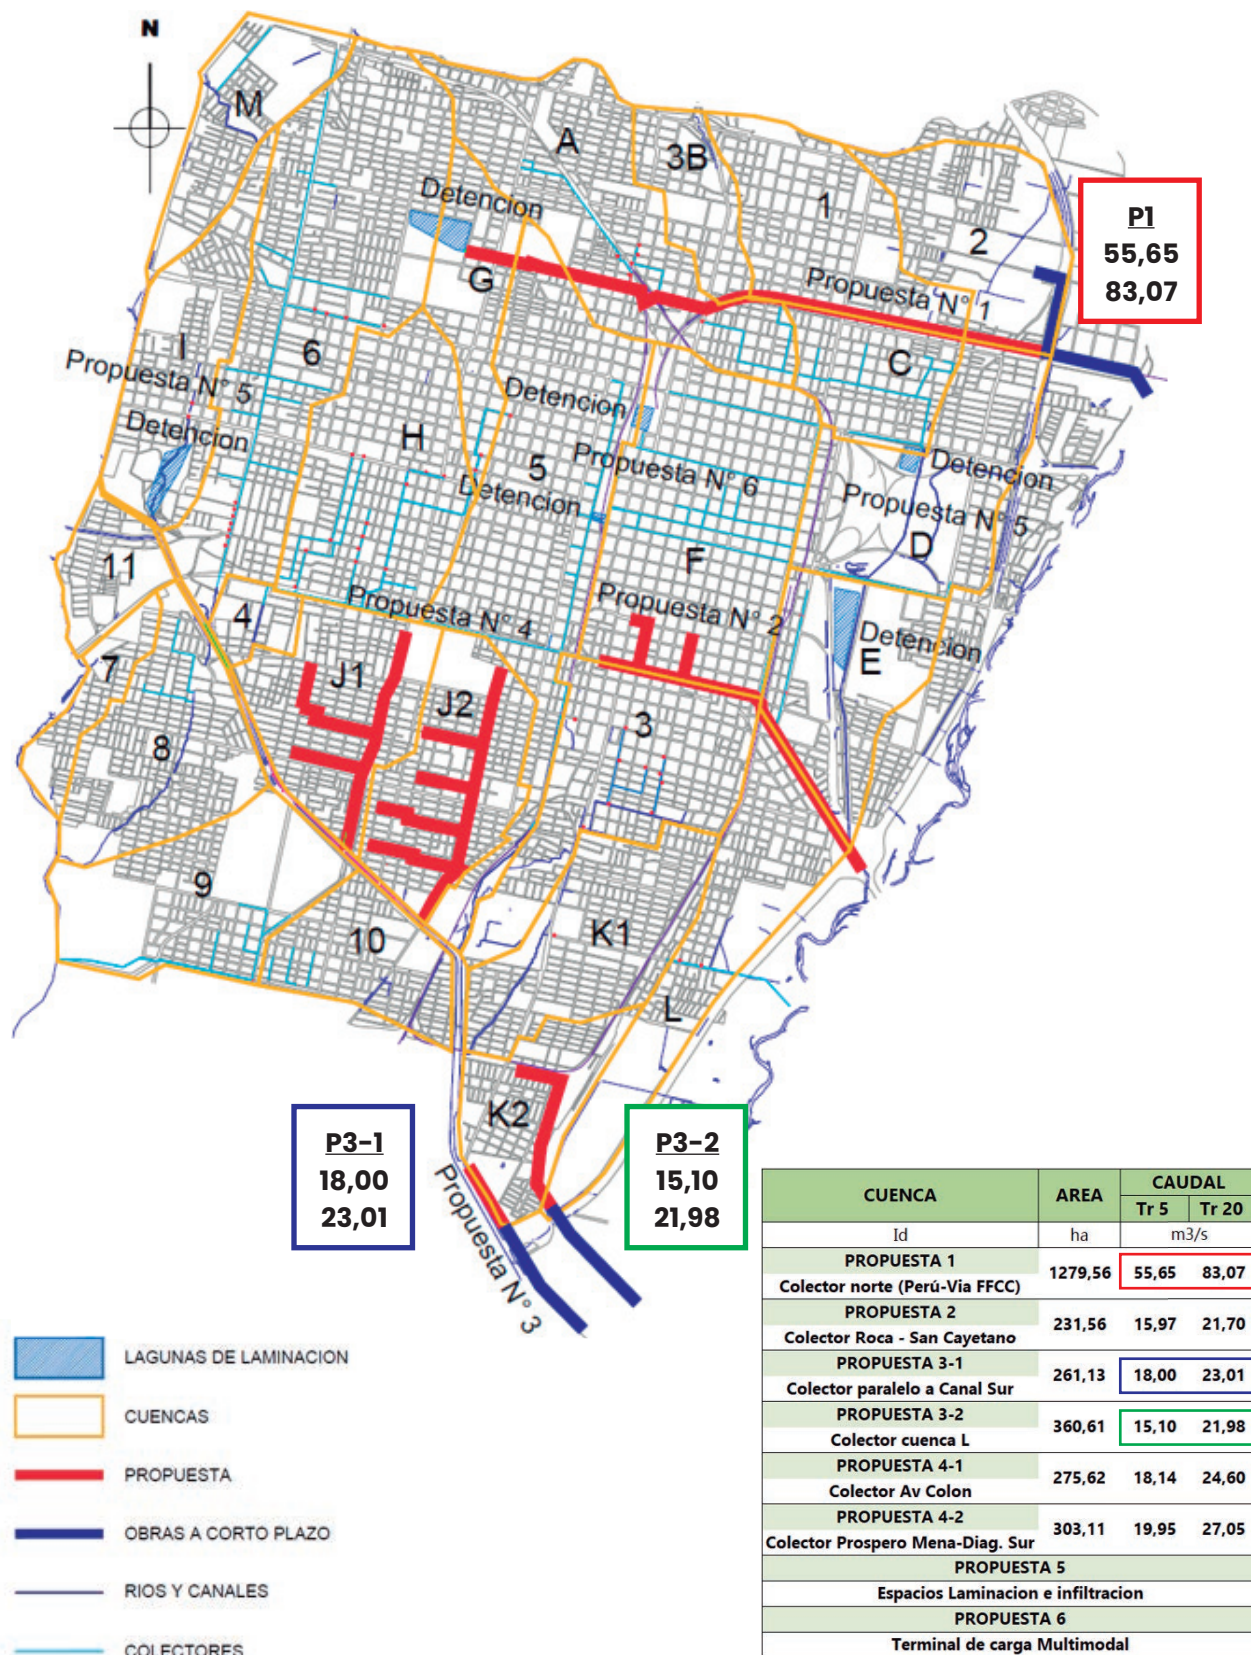 N
M
A
3B
1
2
Detencion
P1
55,65
83,07
G
Propuesta N° 1
I
6
C
Propuesta N° 5
Detencion
Detencion
H
5
Propuesta N° 6
Detencion
Detencion
Propuesta N° 5
D
F
11
4
Propuesta N° 4
Propuesta N° 2
Detencion
E
7
J1
J2
3
8
9
10
K1
L
K2
P3-1
18,00
23,01
P3-2
15,10
21,98
Propuesta N° 3
LAGUNAS DE LAMINACION
CUENCAS
PROPUESTA
OBRAS A CORTO PLAZO
RIOS Y CANALES
COLECTORES
CUENCA AREA CAUDAL
Tr 5 Tr 20
Id ha m3/s
PROPUESTA 1
Colector norte (Perú-Via FFCC) 1279,56 55,65 83,07
PROPUESTA 2
Colector Roca - San Cayetano 231,56 15,97 21,70
PROPUESTA 3-1
Colector paralelo a Canal Sur 261,13 18,00 23,01
PROPUESTA 3-2
Colector cuenca L 360,61 15,10 21,98
PROPUESTA 4-1
Colector Av Colon 275,62 18,14 24,60
PROPUESTA 4-2
Colector Prospero Mena-Diag. Sur 303,11 19,95 27,05
PROPUESTA 5
Espacios Laminacion e infiltracion
PROPUESTA 6
Terminal de carga Multimodal